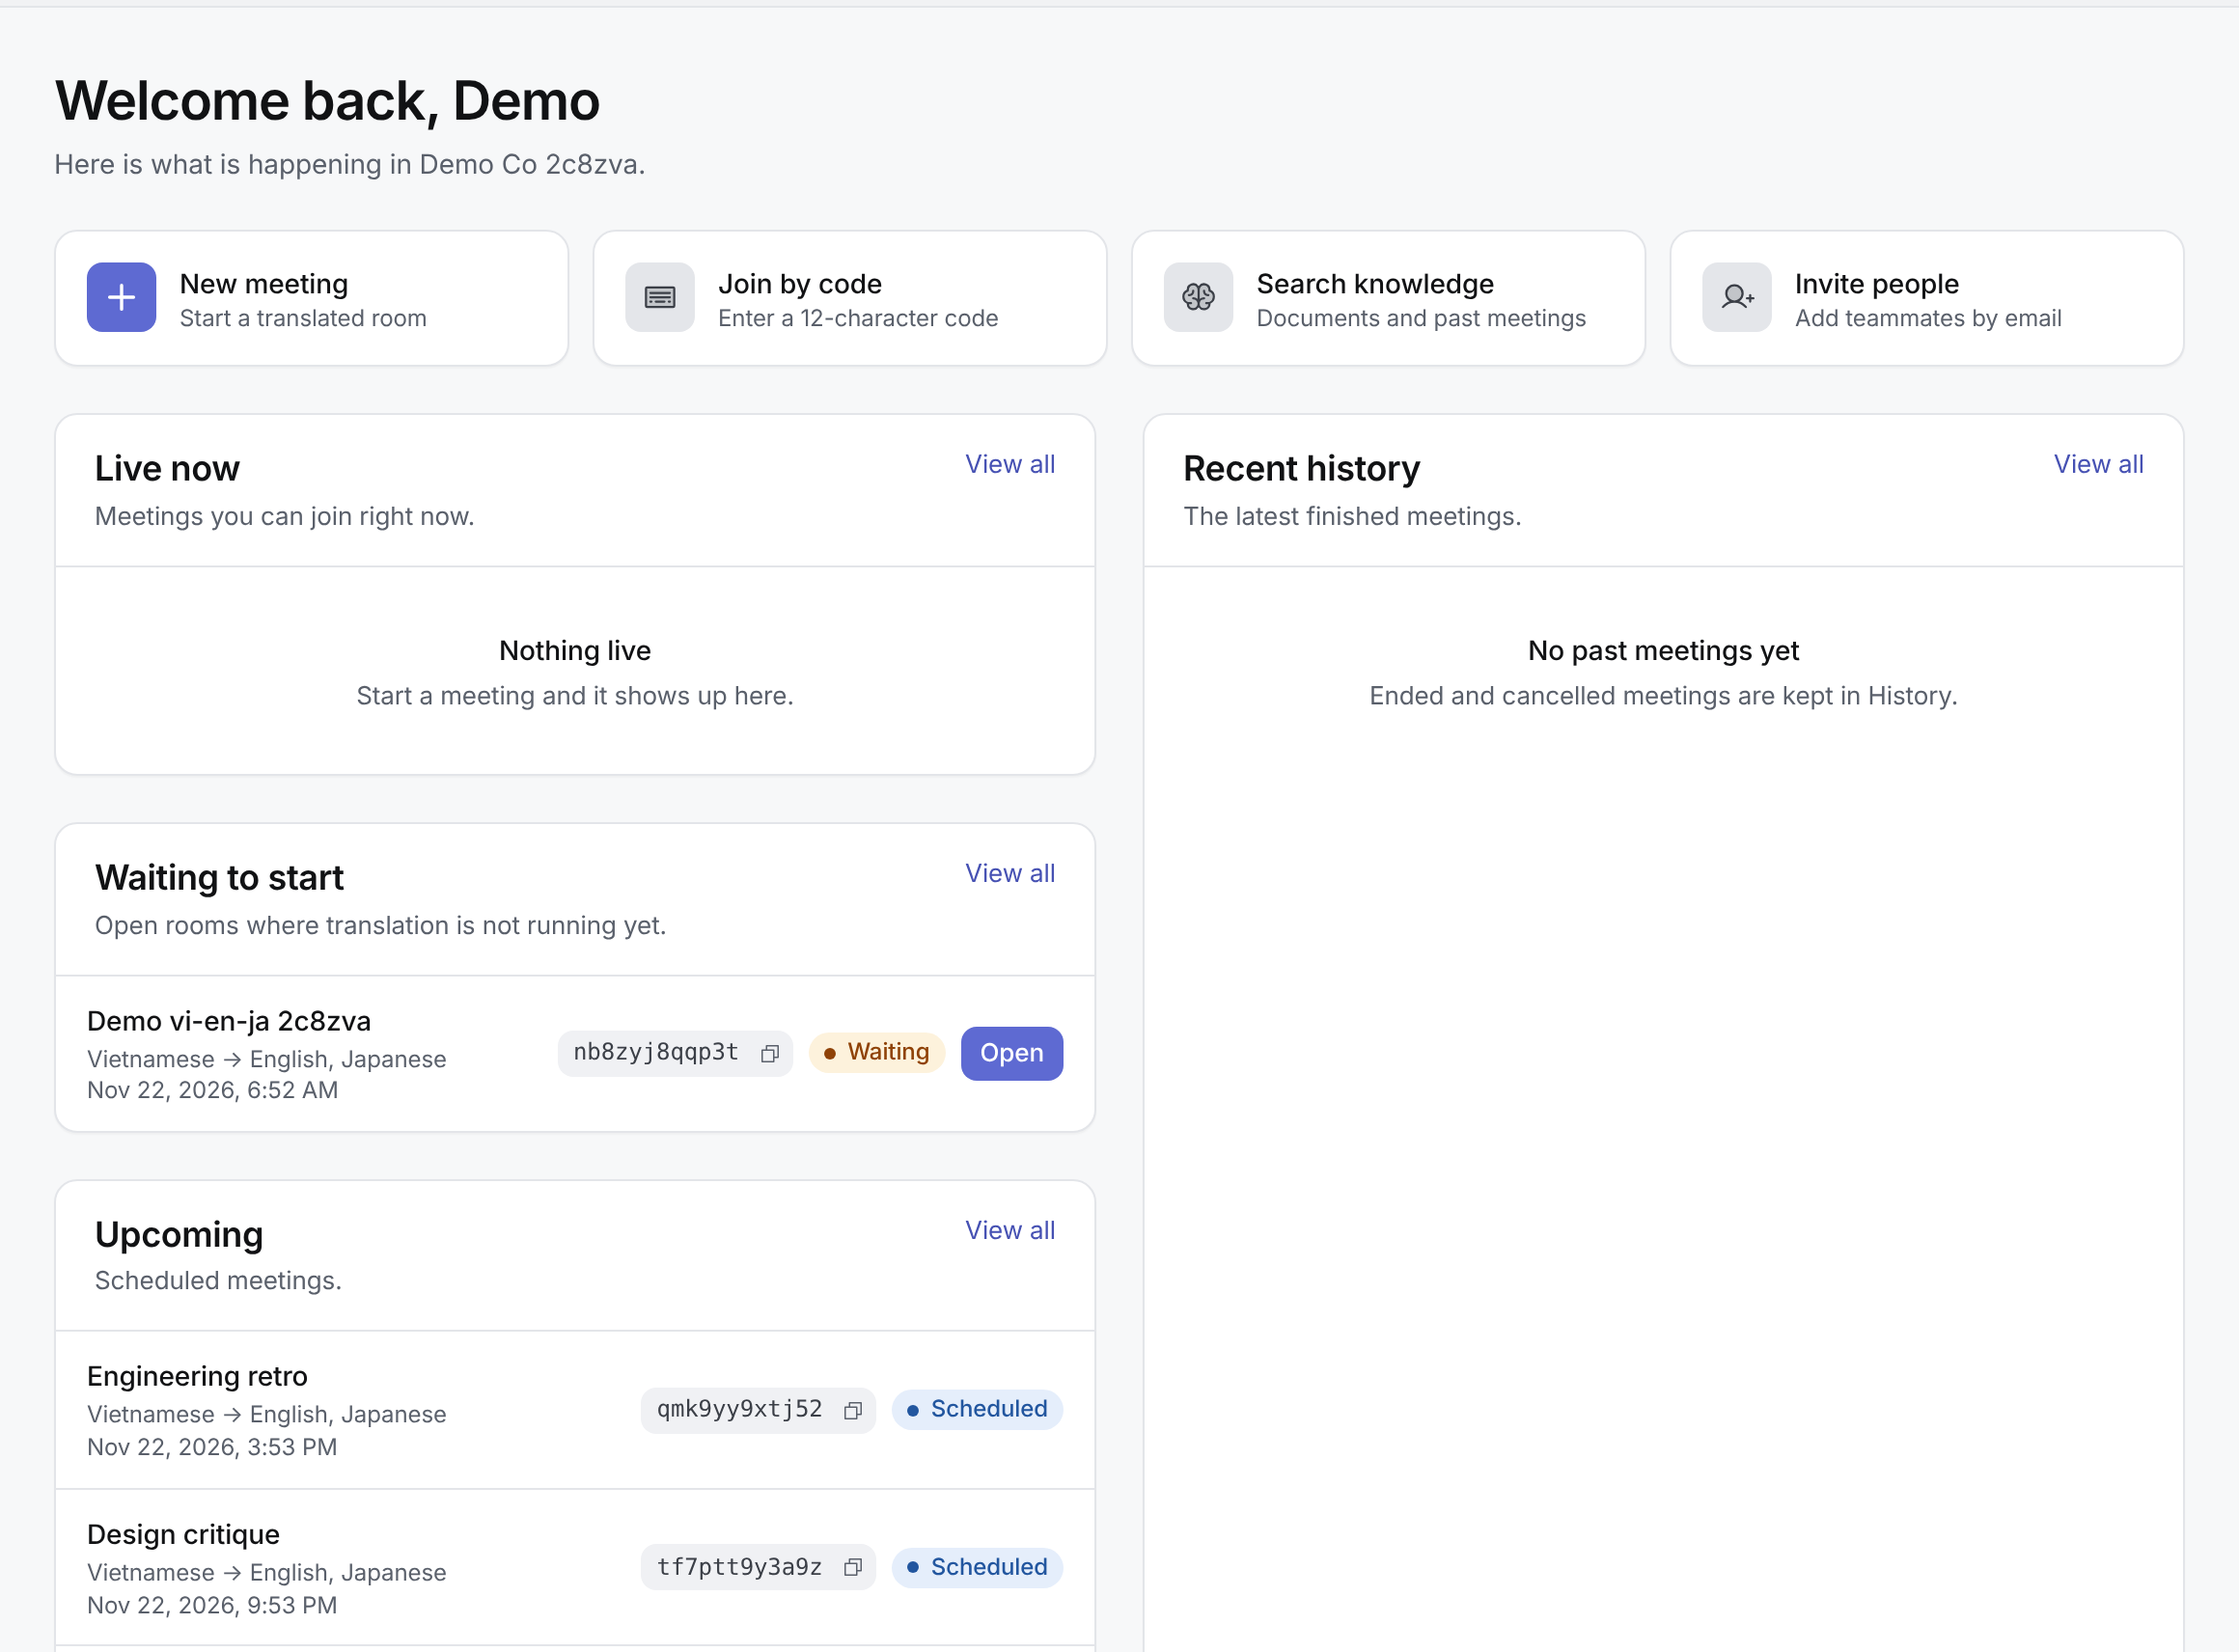 Welcome back, Demo
Here is what is happening in Demo Co 2c8zva.
New meeting
Start a translated room
Join by code
Enter a 12-character code
Search knowledge
Documents and past meetings
Invite people
Add teammates by email
Live now
View all
Meetings you can join right now.
Nothing live
Start a meeting and it shows up here.
Recent history
View all
The latest finished meetings.
No past meetings yet
Ended and cancelled meetings are kept in History.
Waiting to start
View all
Open rooms where translation is not running yet.
Demo vi-en-ja 2c8zva
Vietnamese → English, Japanese
Nov 22, 2026, 6:52 AM
nb8zyj8qqp3t
Waiting
Open
Upcoming
View all
Scheduled meetings.
Engineering retro
Vietnamese → English, Japanese
Nov 22, 2026, 3:53 PM
qmk9yy9xtj52
Scheduled
Design critique
Vietnamese → English, Japanese
Nov 22, 2026, 9:53 PM
tf7ptt9y3a9z
Scheduled